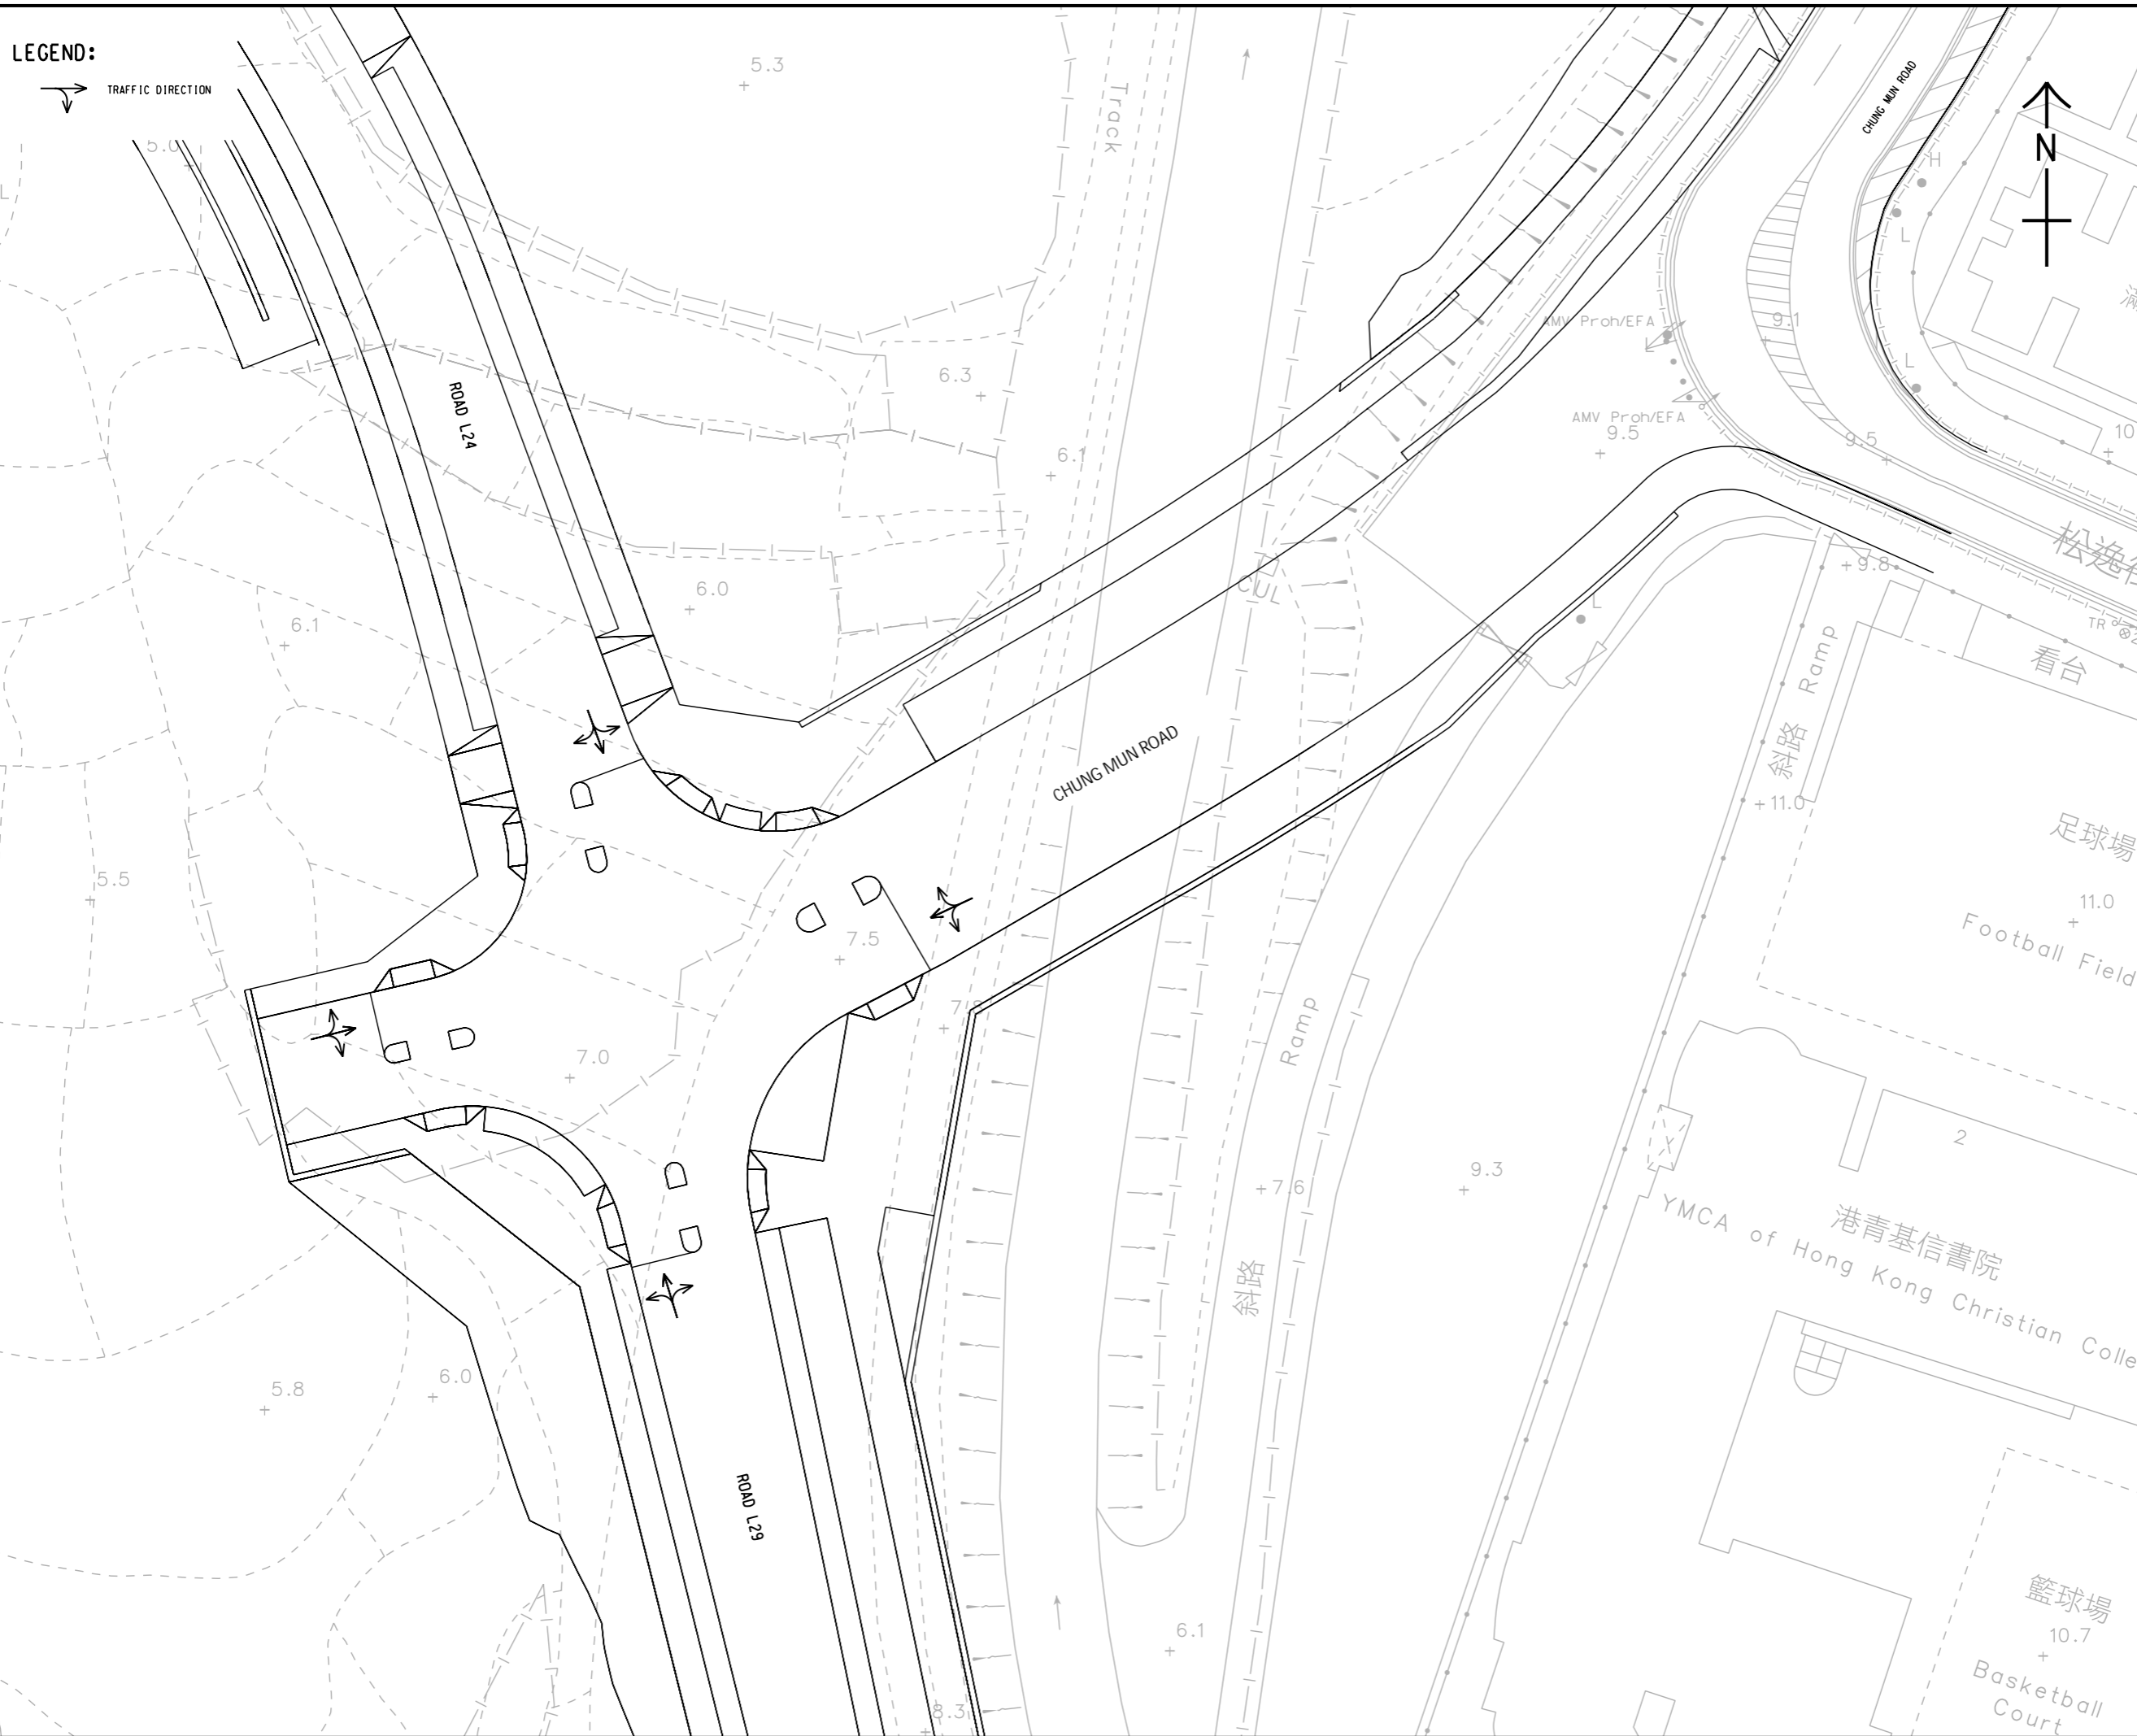 LEGEND:
TRAFFIC DIRECTION
5.3
Track
CHUNG MUN ROAD
N
H
L
5.0
L
L
AMV Proh/EFA
9.1
6.3
L
ROAD L24
AMV Proh/EFA
9.5
9.5
10
6.1
CUL
6.0
6.1
L
+9.8
松逸街
TR
看台
斜路 Ramp
CHUNG MUN ROAD
+11.0
足球場
5.5
11.0
7.5
Football Field
7.8
Ramp
7.0
2
9.3
+7.6
港青基信書院
YMCA of Hong Kong Christian Colle
斜路
5.8
6.0
ROAD L29
籃球場
10.7
6.1
Basketball
Court
8.3